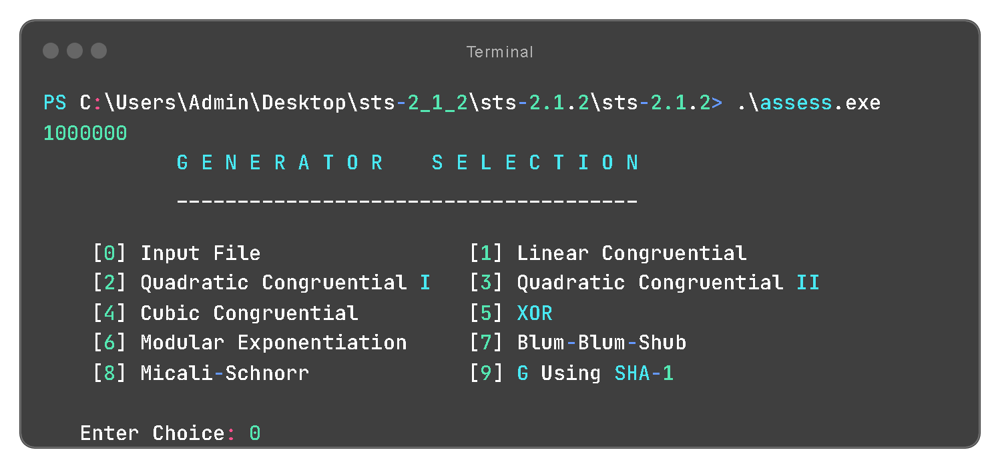 Terminal
PS C:\Users\Admin\Desktop\sts-2_1_2\sts-2.1.2\sts-2.1.2> .\assess.exe
1000000
G E N E R A T O R    S E L E C T I O N
______________________________________
[0] Input File                 [1] Linear Congruential
[2] Quadratic Congruential I   [3] Quadratic Congruential II
[4] Cubic Congruential         [5] XOR
[6] Modular Exponentiation     [7] Blum-Blum-Shub
[8] Micali-Schnorr             [9] G Using SHA-1
Enter Choice: 0